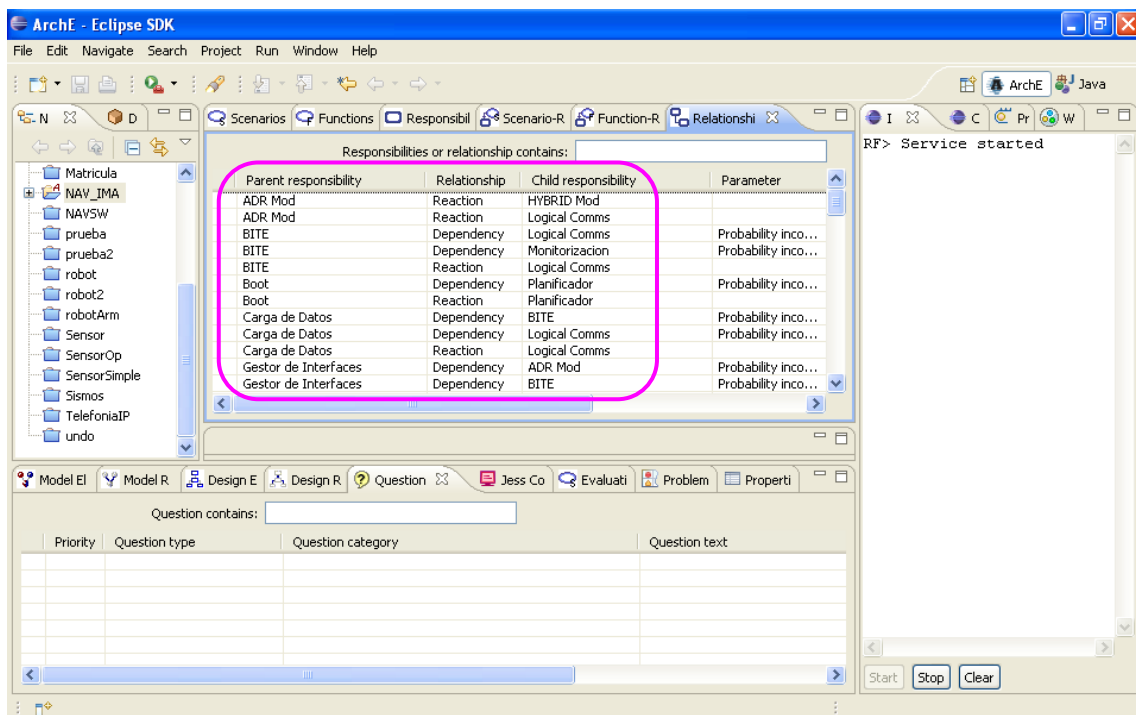 ArchE - Eclipse SDK
File Edit Navigate Search Project Run Window Help
ArchE Java
N D
Matricula
NAV_IMA
NAVSW
prueba
prueba2
robot
robot2
robotArm
Sensor
SensorOp
SensorSimple
Sismos
TelefoniaIP
undo
Scenarios Functions Responsibil Scenario-R Function-R Relationshi
Responsibilities or relationship contains:
Parent responsibility Relationship Child responsibility Parameter
ADR Mod Reaction HYBRID Mod
ADR Mod Reaction Logical Comms
BITE Dependency Logical Comms Probability inco...
BITE Dependency Monitorizacion Probability inco...
BITE Reaction Logical Comms
Boot Dependency Planificador Probability inco...
Boot Reaction Planificador
Carga de Datos Dependency BITE Probability inco...
Carga de Datos Dependency Logical Comms Probability inco...
Carga de Datos Reaction Logical Comms
Gestor de Interfaces Dependency ADR Mod Probability inco...
Gestor de Interfaces Dependency BITE Probability inco...
I C Pr W
RF> Service started
Start Stop Clear
Model El Model R Design E Design R Question Jess Co Evaluati Problem Properti
Question contains:
Priority Question type Question category Question text